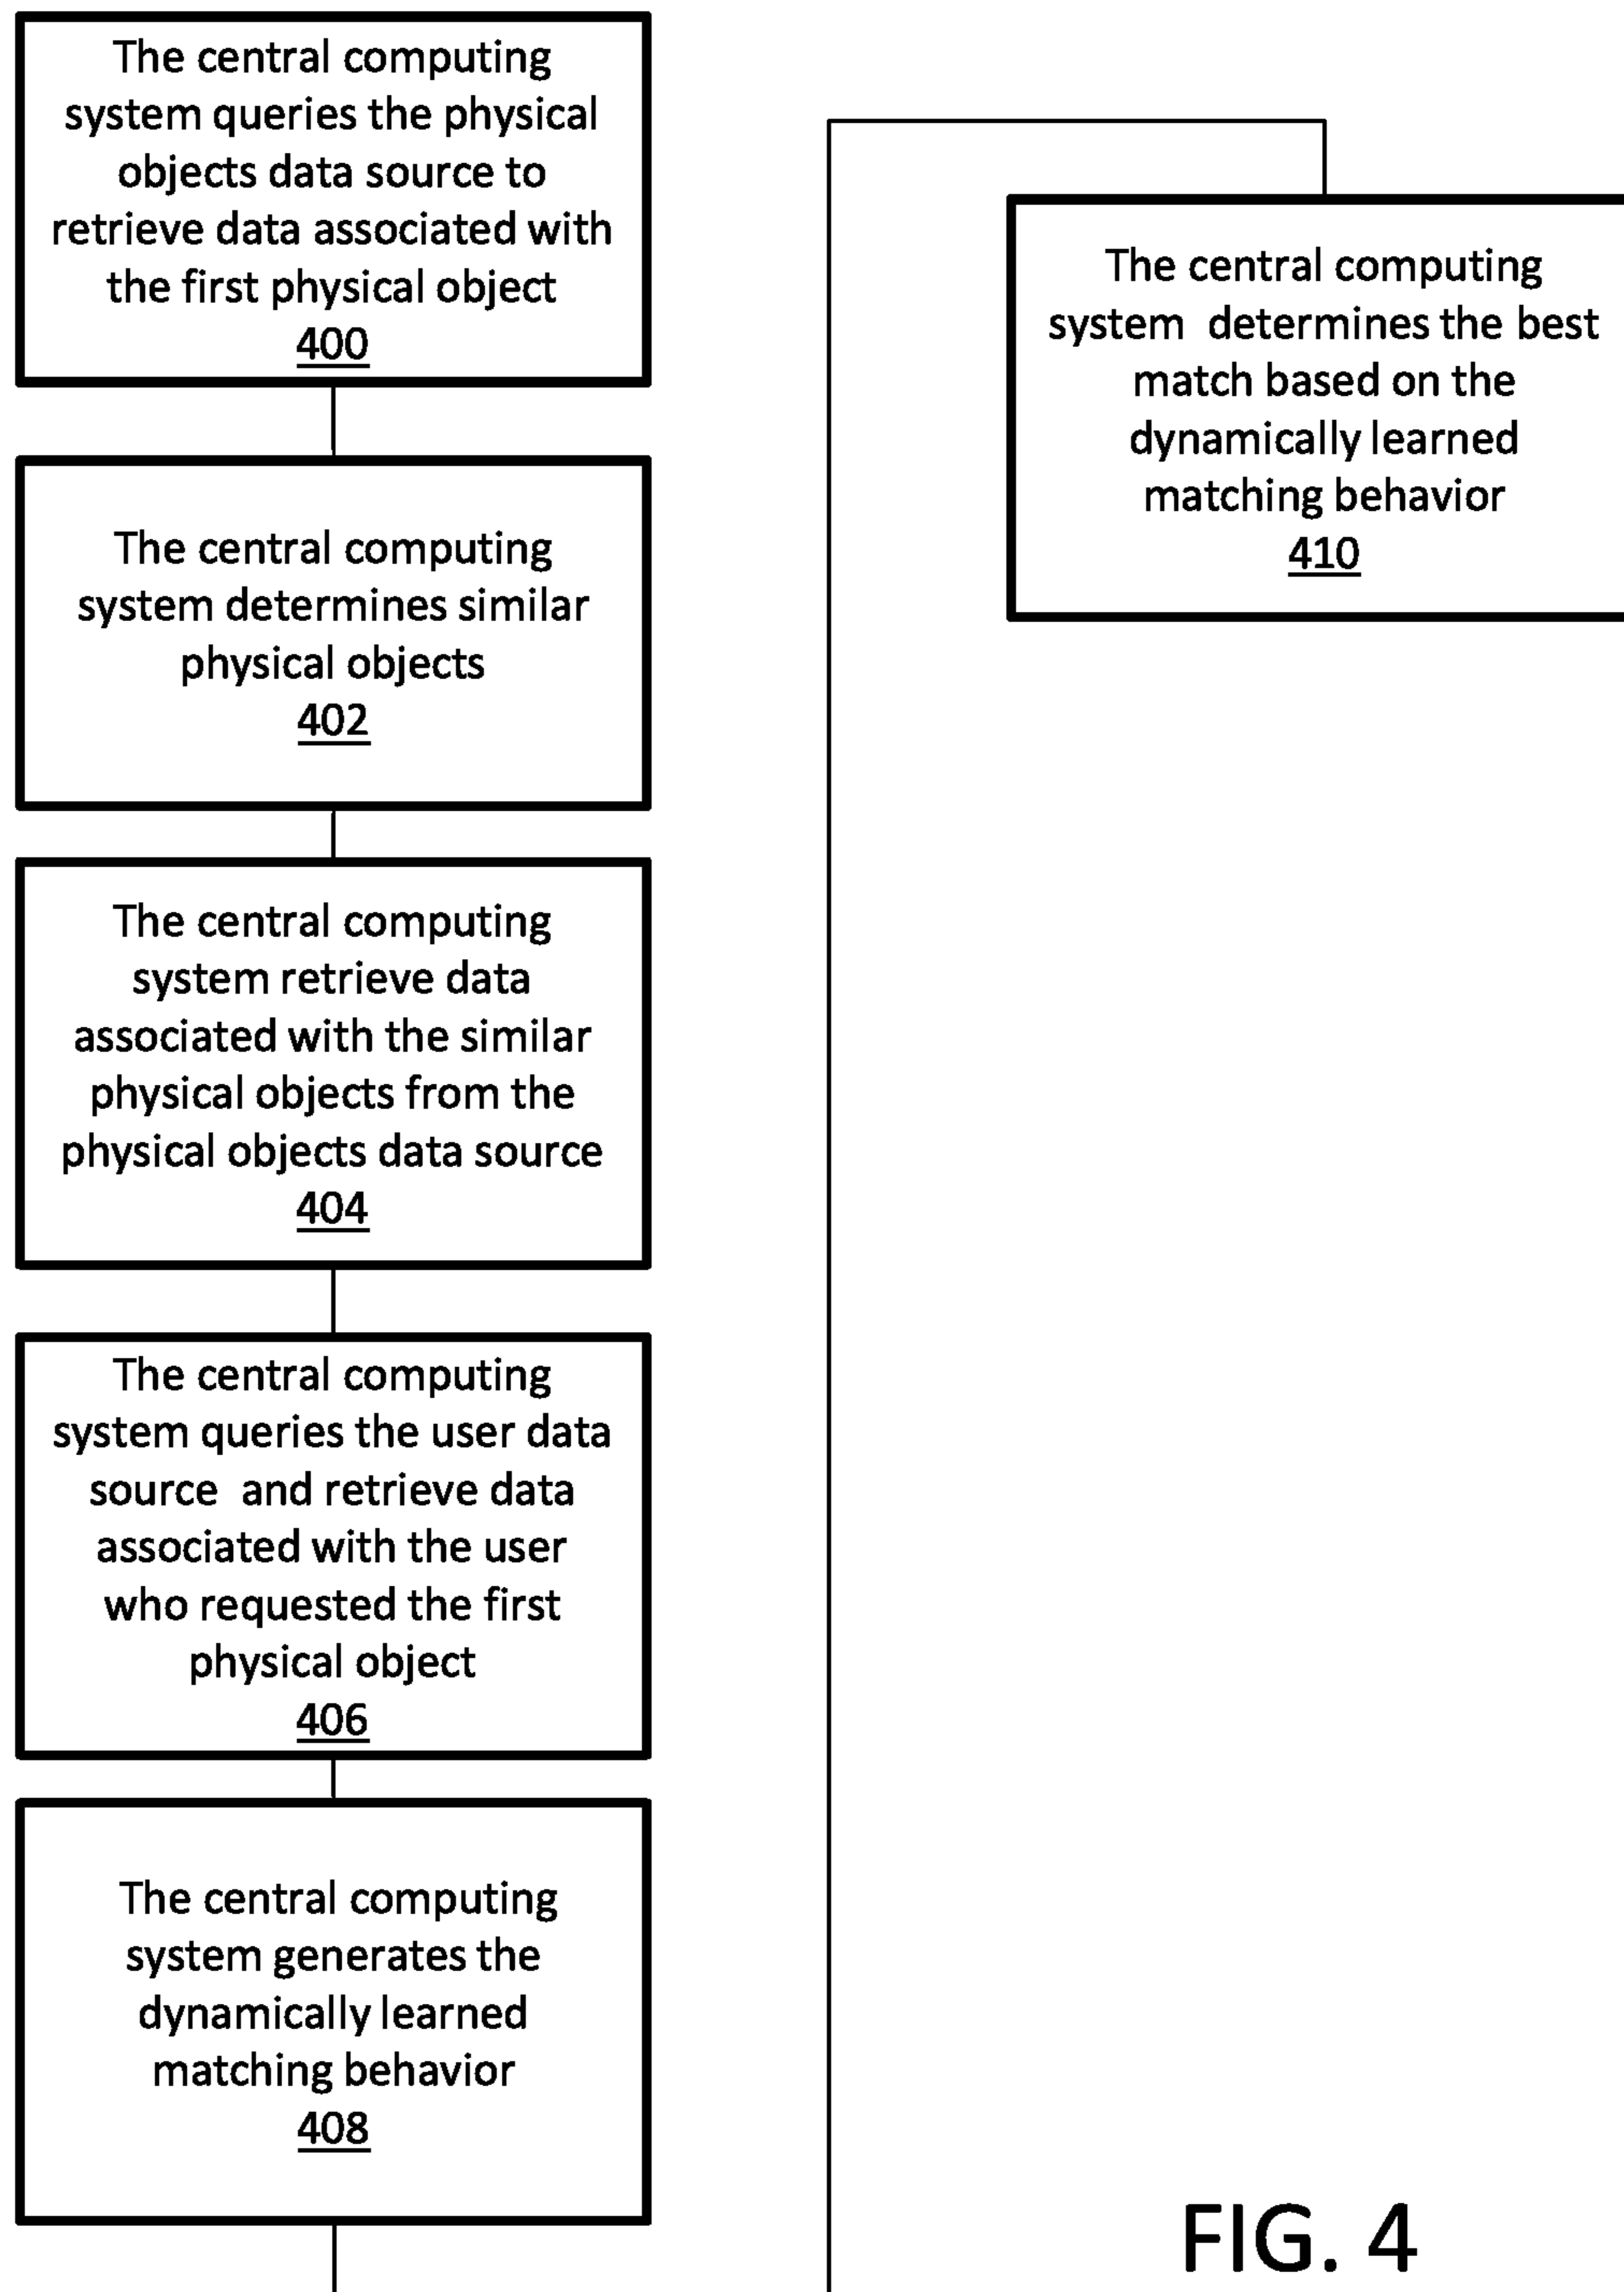 The central computing
system queries the physical
objects data source to
retrieve data associated with
the first physical object
400
The central computing
system determines similar
physical objects
402
The central computing
system retrieve data
associated with the similar
physical objects from the
physical objects data source
404
The central computing
system queries the user data
source  and retrieve data
associated with the user
who requested the first
physical object
406
The central computing
system generates the
dynamically learned
matching behavior
408
The central computing
system  determines the best
match based on the
dynamically learned
matching behavior
410
FIG. 4